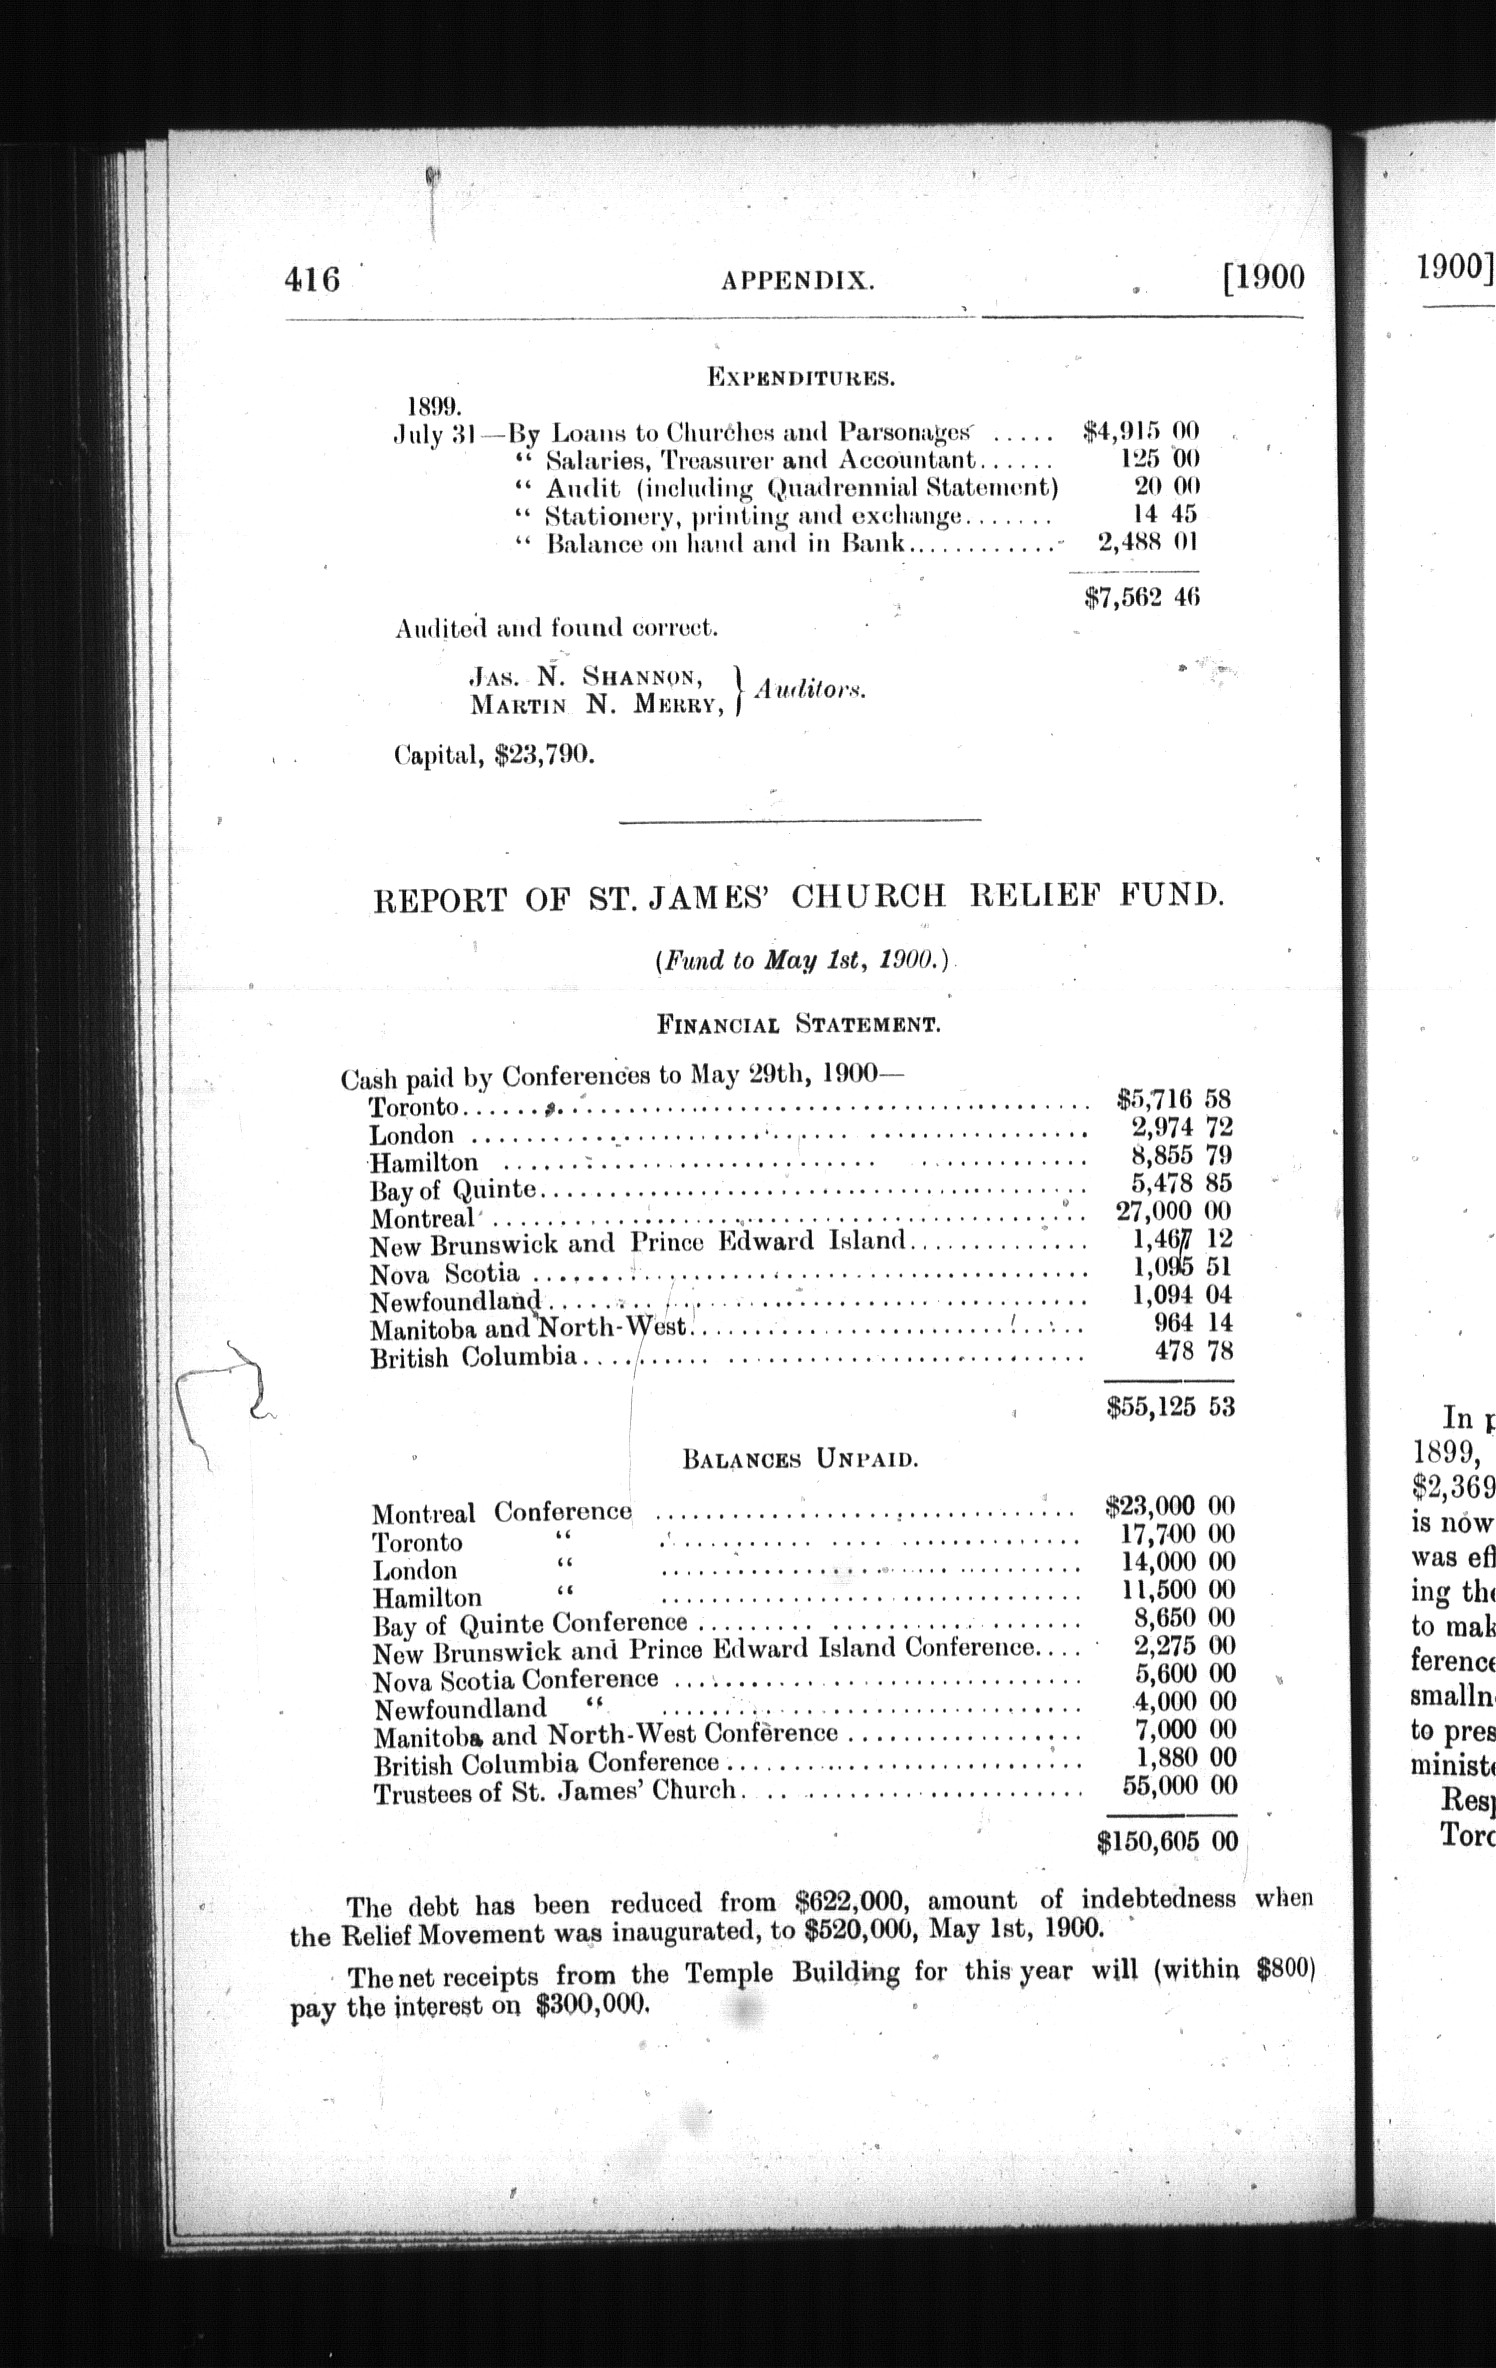 416 APPENDIX. [1900
EXPENDITURES.
1899.
July 31—By Loans to Churches and Parsonages ..... $4,915 00
“ Salaries, Treasurer and Accountant...... 125 00
“ Audit (including Quadrennial Statement) 20 00
“ Stationery, printing and exchange....... 14 45
“ Balance on hand and in Bank............ 2,488 01
$7,562 46
Audited and found correct.
JAS. N. SHANNON,
MARTIN N. MERRY, } Auditors.
Capital, $23,790.
REPORT OF ST. JAMES’ CHURCH RELIEF FUND.
(Fund to May 1st, 1900.)
FINANCIAL STATEMENT.
Cash paid by Conferences to May 29th, 1900—
Toronto........ $5,716 58
London ........ 2,974 72
Hamilton ........ 8,855 79
Bay of Quinte........ 5,478 85
Montreal ........ 27,000 00
New Brunswick and Prince Edward Island........ 1,467 12
Nova Scotia ........ 1,095 51
Newfoundland........ 1,094 04
Manitoba and North-West........ 964 14
British Columbia........ 478 78
$55,125 53
BALANCES UNPAID.
Montreal Conference ........ $23,000 00
Toronto “ ........ 17,700 00
London “ ........ 14,000 00
Hamilton “ ........ 11,500 00
Bay of Quinte Conference ........ 8,650 00
New Brunswick and Prince Edward Island Conference.... 2,275 00
Nova Scotia Conference ........ 5,600 00
Newfoundland “ ........ 4,000 00
Manitoba and North-West Conference ........ 7,000 00
British Columbia Conference ........ 1,880 00
Trustees of St. James’ Church........ 55,000 00
$150,605 00
The debt has been reduced from $622,000, amount of indebtedness when
the Relief Movement was inaugurated, to $520,000, May 1st, 1900.
The net receipts from the Temple Building for this year will (within $800)
pay the interest on $300,000.
1900]
In
1899,
$2,369
is now
was
ing
to
to